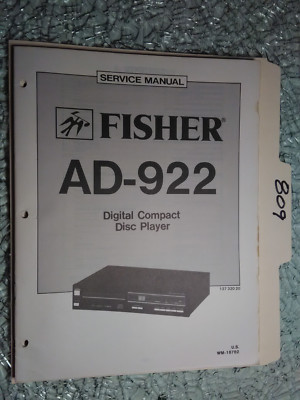 SERVICE MANUAL
FISHER®
AD-922
Digital Compact
Disc Player
U.S.
809